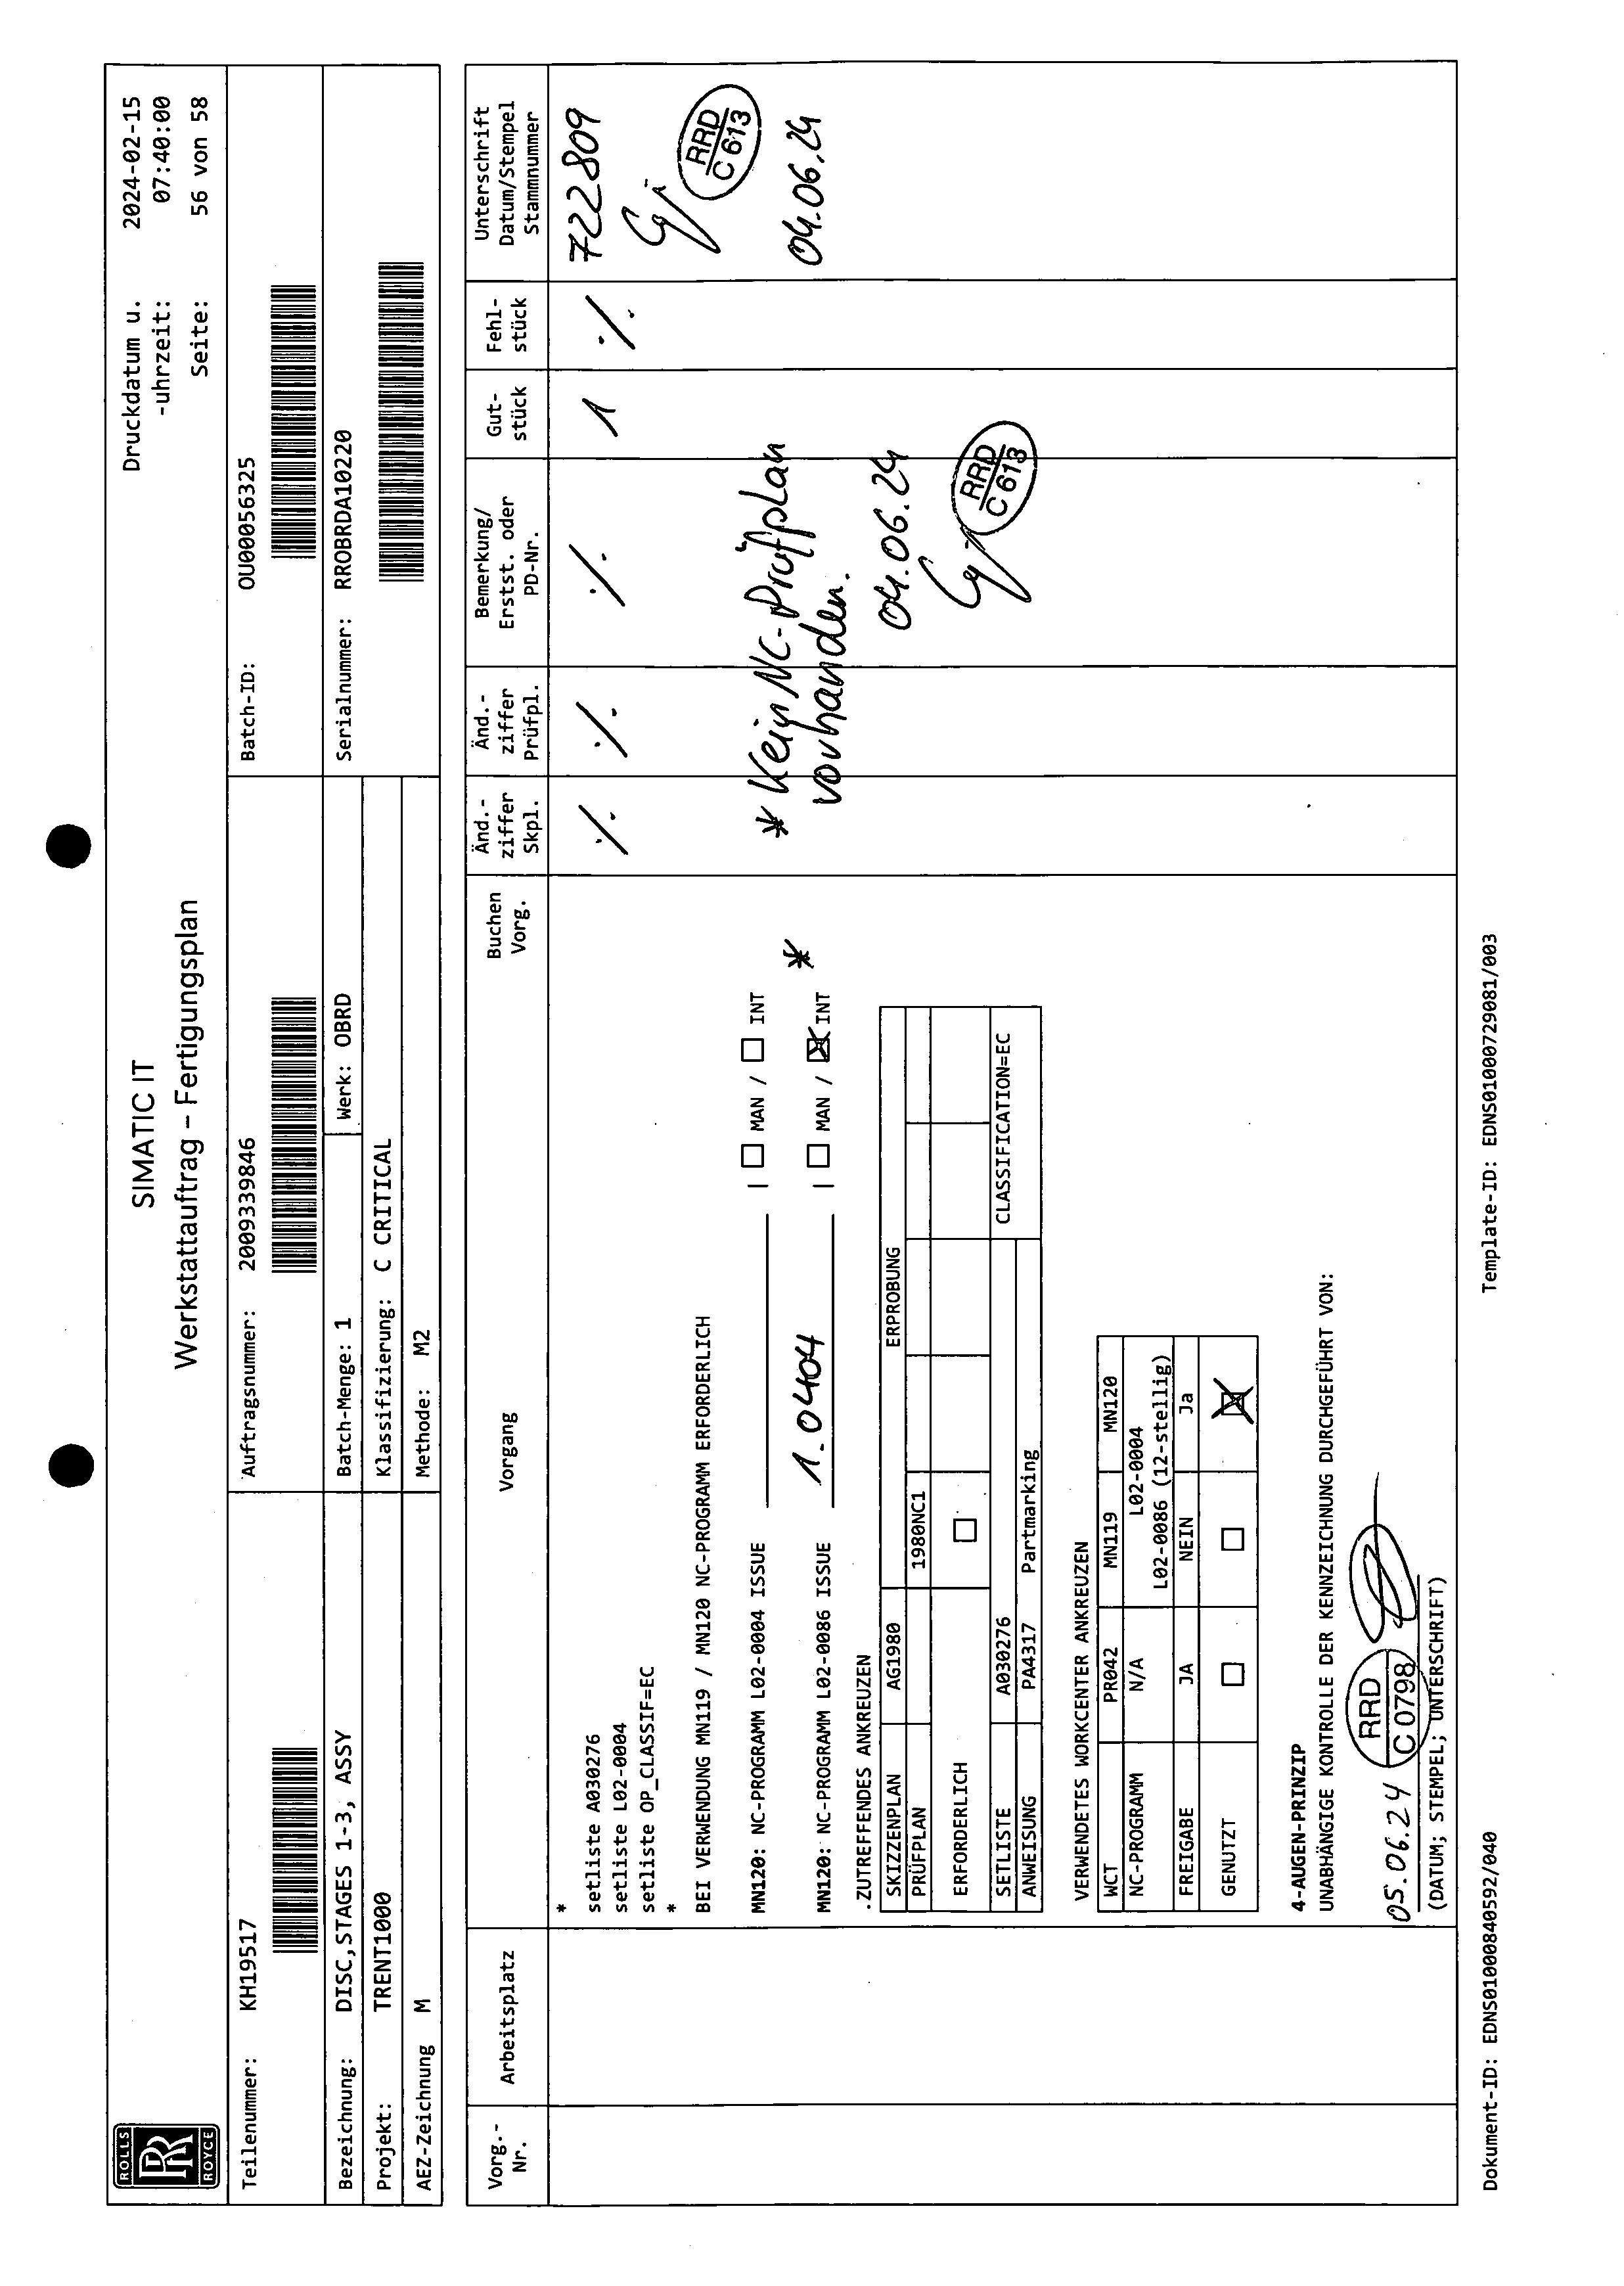 ROLLS
RR
ROYCE
SIMATIC IT
Werkstattauftrag – Fertigungsplan
Druckdatum u. 2024-02-15
-uhrzeit: 07:40:00
Seite: 56 von 58
Teilenummer: KH19517
Auftragsnummer: 2009339846
Batch-ID: OU00056325
Bezeichnung: DISC,STAGES 1-3, ASSY
Batch-Menge: 1
Werk: OBRD
Serialnummer: RROBRDA10220
Projekt: TRENT1000
Klassifizierung: C CRITICAL
AEZ-Zeichnung M
Methode: M2
Vorg.-Nr.
Arbeitsplatz
Vorgang
Buchen Vorg.
Änd.-ziffer Skpl.
Änd.-ziffer Prüfpl.
Bemerkung/ Erstst. oder PD-Nr.
Gut-stück
Fehl-stück
Unterschrift Datum/Stempel Stammnummer
./. ./. ./. 1 ./. 722809
RRD
C 613
04.06.24
*
setliste A030276
setliste L02-0004
setliste OP_CLASSIF=EC
*
BEI VERWENDUNG MN119 / MN120 NC-PROGRAMM ERFORDERLICH
MN120: NC-PROGRAMM L02-0004 ISSUE ____________ | ☐ MAN / ☐ INT
MN120: NC-PROGRAMM L02-0086 ISSUE 1.0404 | ☐ MAN / ☒ INT *
* Kein NC-Prüfplan
vorhanden.
04.06.24
RRD
C 613
.ZUTREFFENDES ANKREUZEN
SKIZZENPLAN AG1980 ERPROBUNG
PRÜFPLAN 1980NC1
ERFORDERLICH ☐
SETLISTE A030276 CLASSIFICATION=EC
ANWEISUNG PA4317 Partmarking
VERWENDETES WORKCENTER ANKREUZEN
WCT PR042 MN119 MN120
NC-PROGRAMM N/A L02-0004
L02-0086 (12-stellig)
FREIGABE JA NEIN Ja
GENUTZT ☐ ☐ ☒
4-AUGEN-PRINZIP
UNABHÄNGIGE KONTROLLE DER KENNZEICHNUNG DURCHGEFÜHRT VON:
05.06.24
RRD
C 0798
(DATUM; STEMPEL; UNTERSCHRIFT)
Dokument-ID: EDNS01000840592/040
Template-ID: EDNS01000729081/003